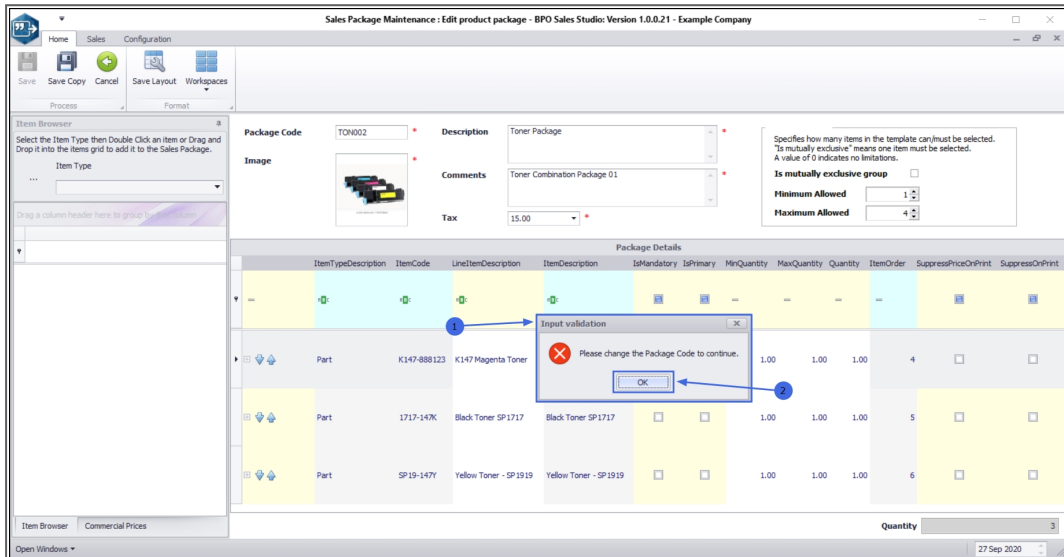 Sales Package Maintenance : Edit product package - BPO Sales Studio: Version 1.0.0.21 - Example Company
Home Sales Configuration
Save Save Copy Cancel Save Layout Workspaces
Process Format
Item Browser
Select the Item Type then Double Click an item or Drag and
Drop it into the items grid to add it to the Sales Package.
Item Type
...
Drag a column header here to group by that column
Package Code TON002 *
Image *
Description Toner Package *
Comments Toner Combination Package 01 *
Tax 15.00 *
Specifies how many items in the template can/must be selected.
"Is mutually exclusive" means one item must be selected.
A value of 0 indicates no limitations.
Is mutually exclusive group
Minimum Allowed 1
Maximum Allowed 4
Package Details
ItemTypeDescription ItemCode LineItemDescription ItemDescription IsMandatory IsPrimary MinQuantity MaxQuantity Quantity ItemOrder SuppressPriceOnPrint SuppressOnPrint
1
Input validation
Please change the Package Code to continue.
OK
2
Part K147-888123 K147 Magenta Toner 1.00 1.00 1.00 4
Part 1717-147K Black Toner SP1717 Black Toner SP1717 1.00 1.00 1.00 5
Part SP19-147Y Yellow Toner - SP1919 Yellow Toner - SP1919 1.00 1.00 1.00 6
Item Browser Commercial Prices
Quantity 3
Open Windows
27 Sep 2020